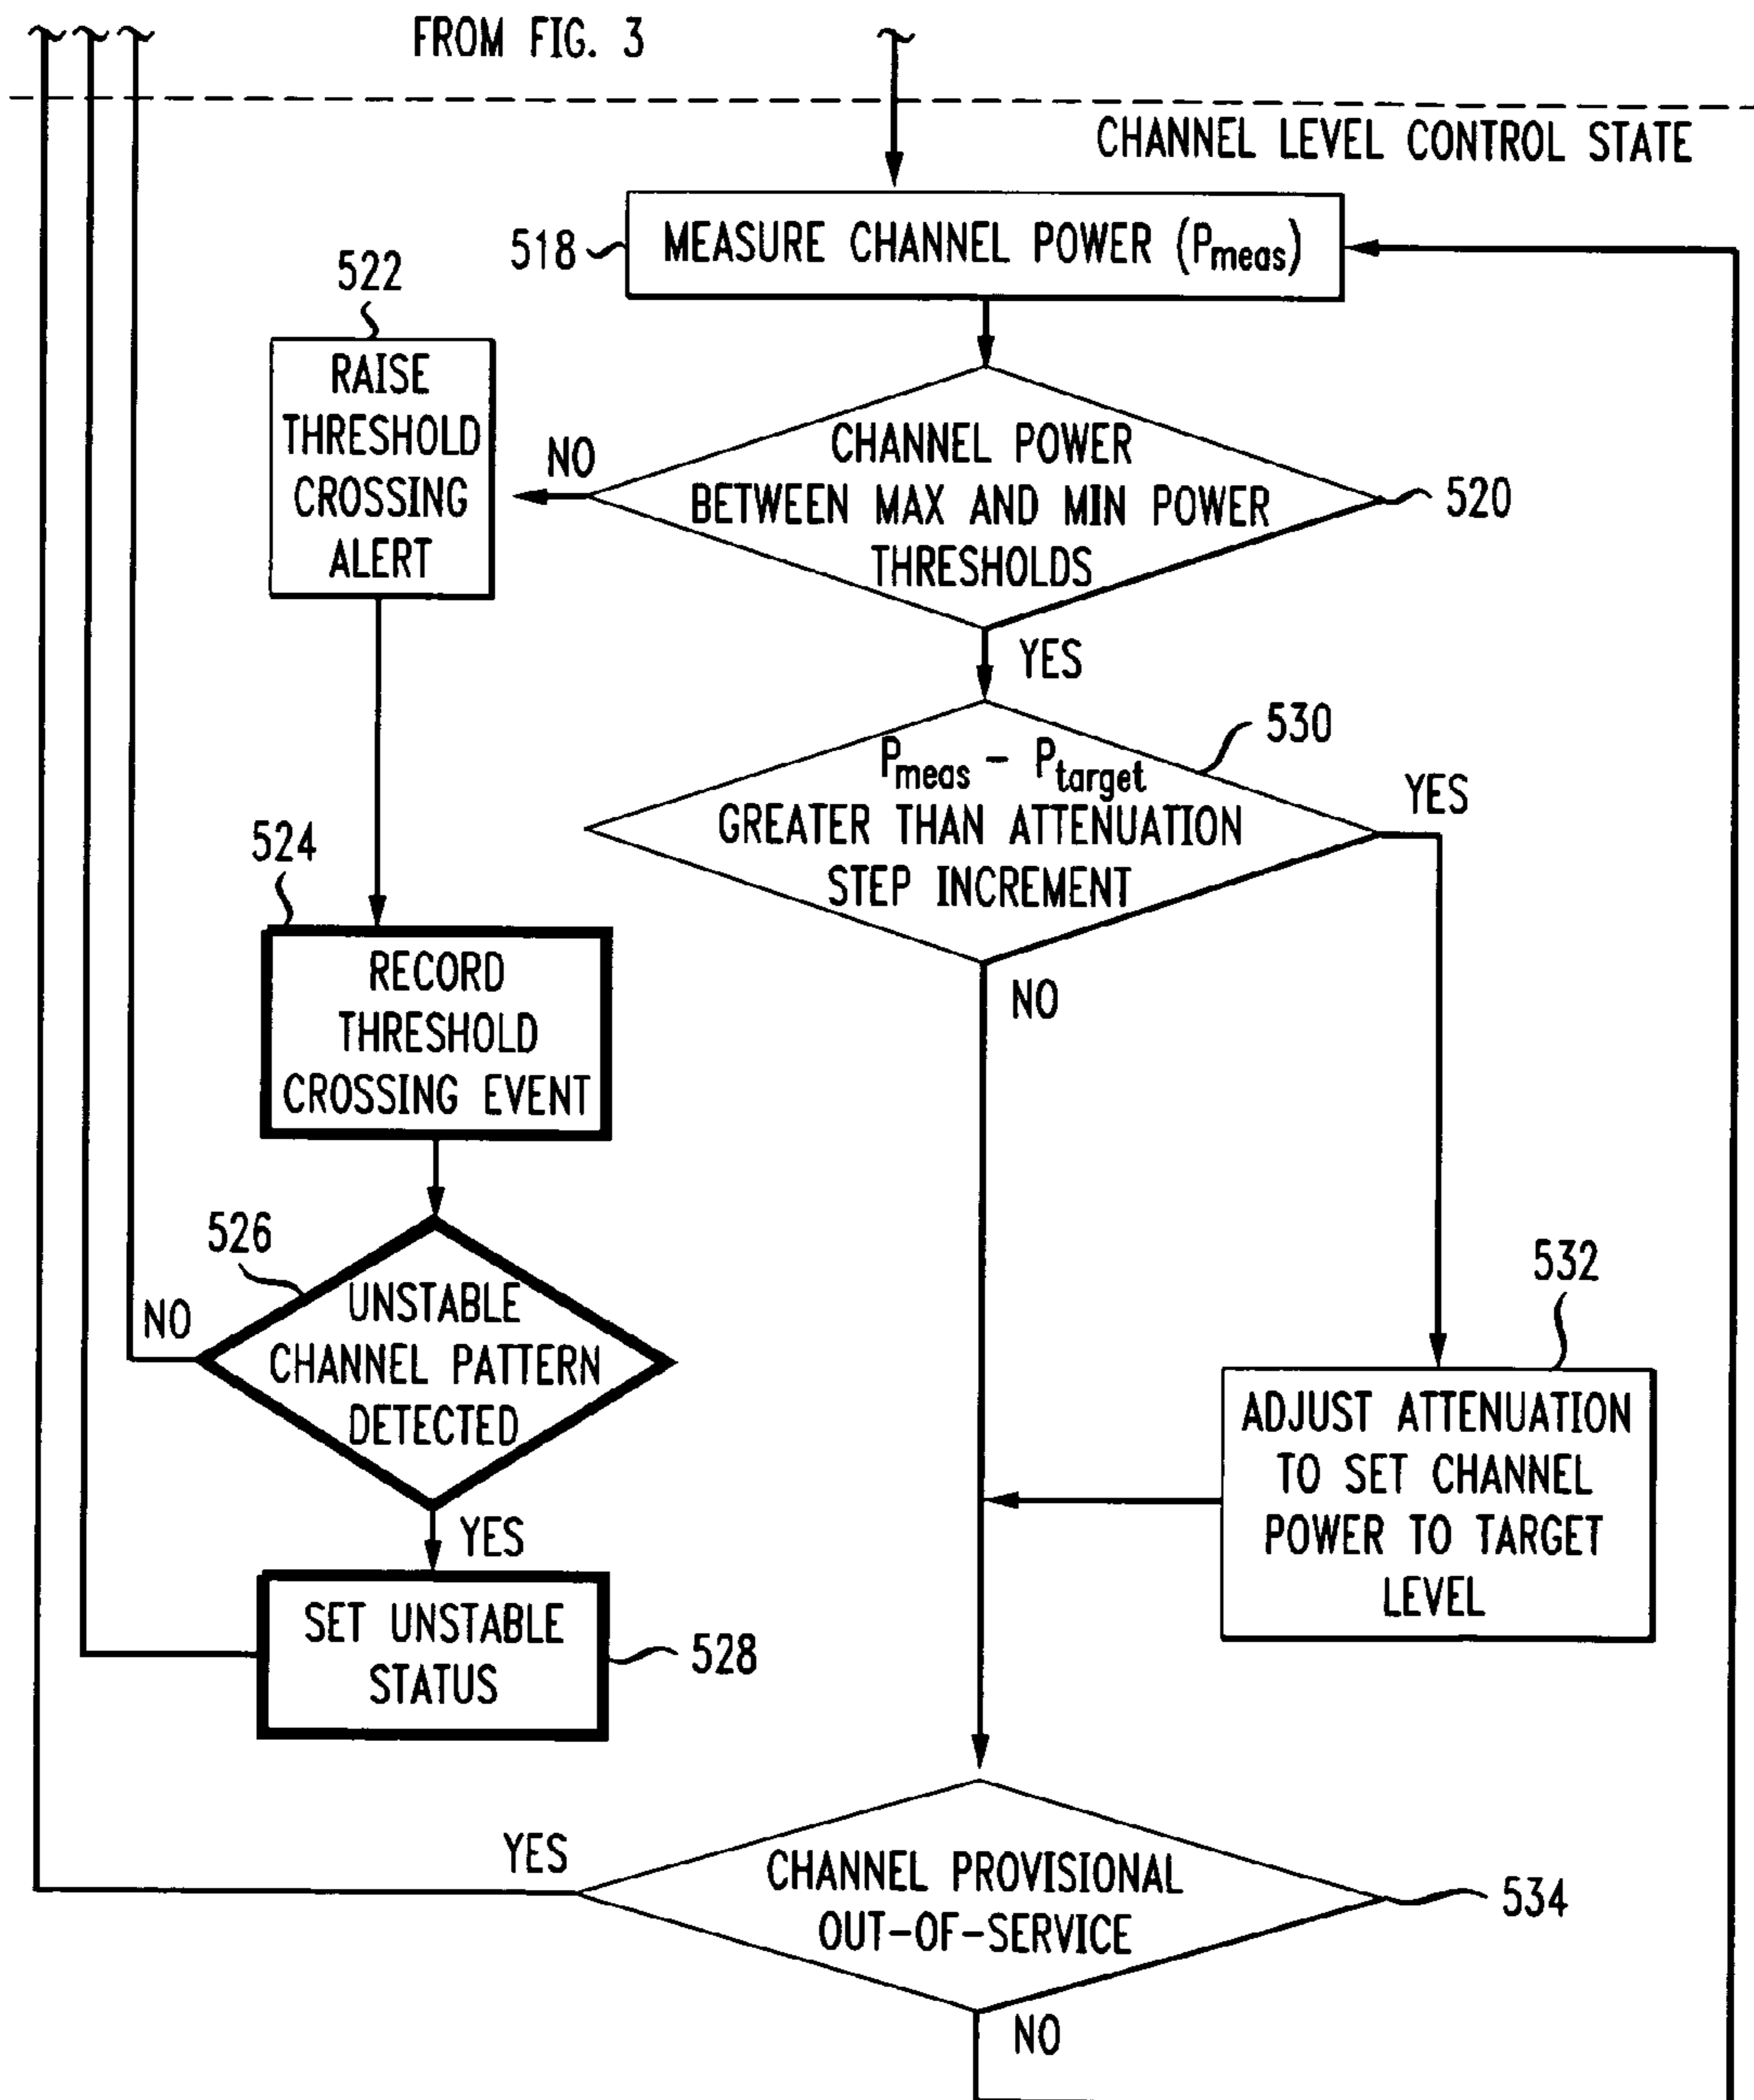 FROM FIG. 3
CHANNEL LEVEL CONTROL STATE
518
MEASURE CHANNEL POWER (Pmeas)
522
RAISE
THRESHOLD
CROSSING
ALERT
NO
CHANNEL POWER
BETWEEN MAX AND MIN POWER
THRESHOLDS
520
YES
530
Pmeas - Ptarget
GREATER THAN ATTENUATION
STEP INCREMENT
YES
NO
524
RECORD
THRESHOLD
CROSSING EVENT
526
UNSTABLE
CHANNEL PATTERN
DETECTED
NO
YES
532
ADJUST ATTENUATION
TO SET CHANNEL
POWER TO TARGET
LEVEL
SET UNSTABLE
STATUS
528
YES
CHANNEL PROVISIONAL
OUT-OF-SERVICE
534
NO